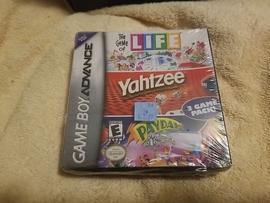 GAME BOY ADVANCE
THE GAME OF
LIFE
Yahtzee
3 GAME
PACK!
E
PAYDAY